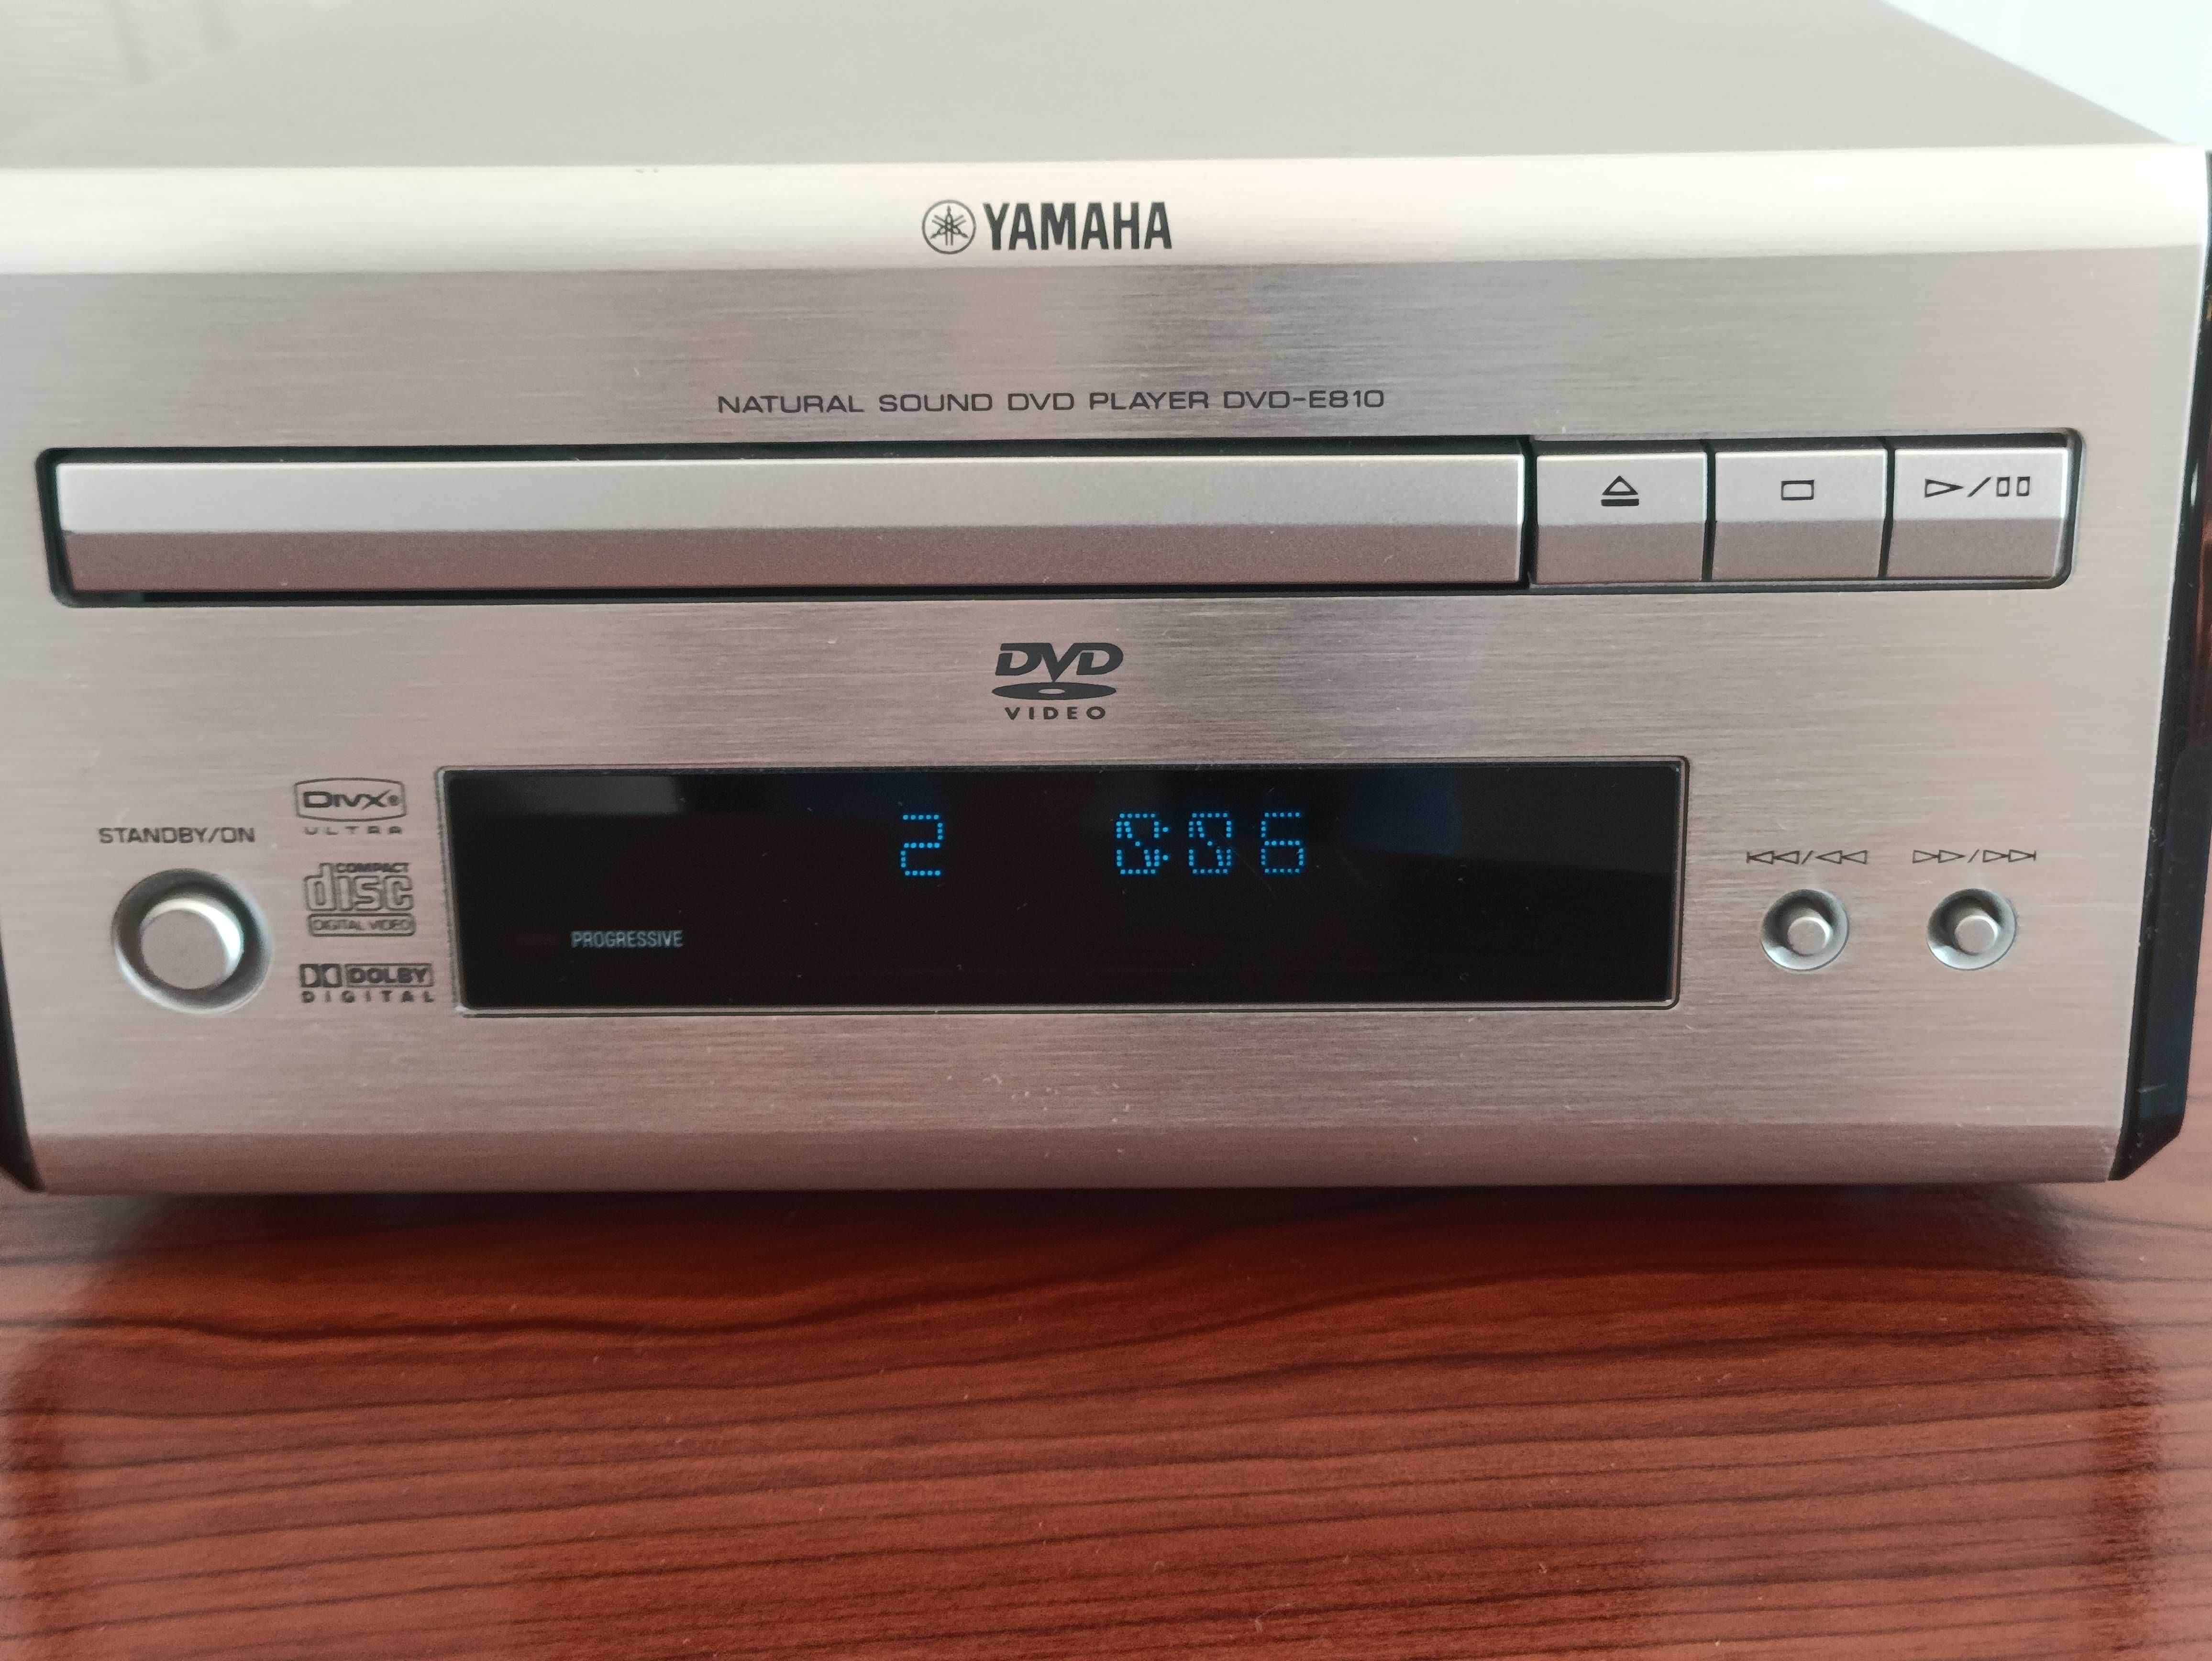 YAMAHA
NATURAL SOUND DVD PLAYER DVD-E810
DVD
VIDEO
STANDBY/ON
DIVX®
ULTRA
COMPACT
disc
DIGITAL VIDEO
DOLBY
DIGITAL
2 0:06
PROGRESSIVE